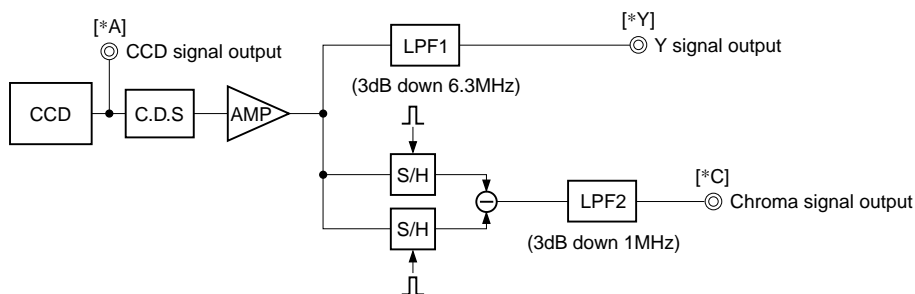 [*A]
CCD signal output
[*Y]
Y signal output
LPF1
(3dB down 6.3MHz)
CCD
C.D.S
AMP
S/H
S/H
[*C]
LPF2
Chroma signal output
(3dB down 1MHz)